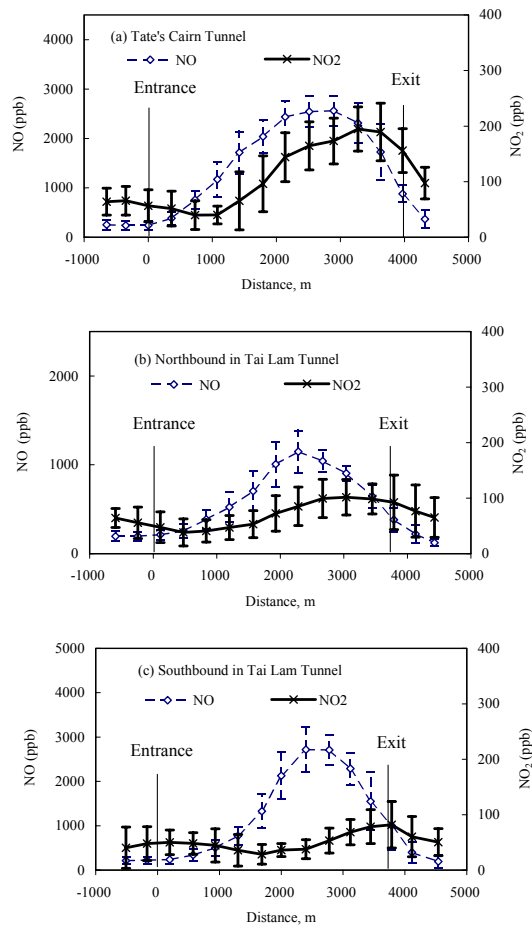 (a) Tate's Cairn Tunnel
NO NO2
Entrance Exit
NO (ppb)
NO₂ (ppb)
4000
3000
2000
1000
0
400
300
200
100
0
-1000 0 1000 2000 3000 4000 5000
Distance, m
(b) Northbound in Tai Lam Tunnel
NO NO2
Entrance Exit
NO (ppb)
NO₂ (ppb)
2000
1000
0
400
300
200
100
0
-1000 0 1000 2000 3000 4000 5000
Distance, m
(c) Southbound in Tai Lam Tunnel
NO NO2
Entrance Exit
NO (ppb)
NO₂ (ppb)
5000
4000
3000
2000
1000
0
400
300
200
100
0
-1000 0 1000 2000 3000 4000 5000
Distance, m